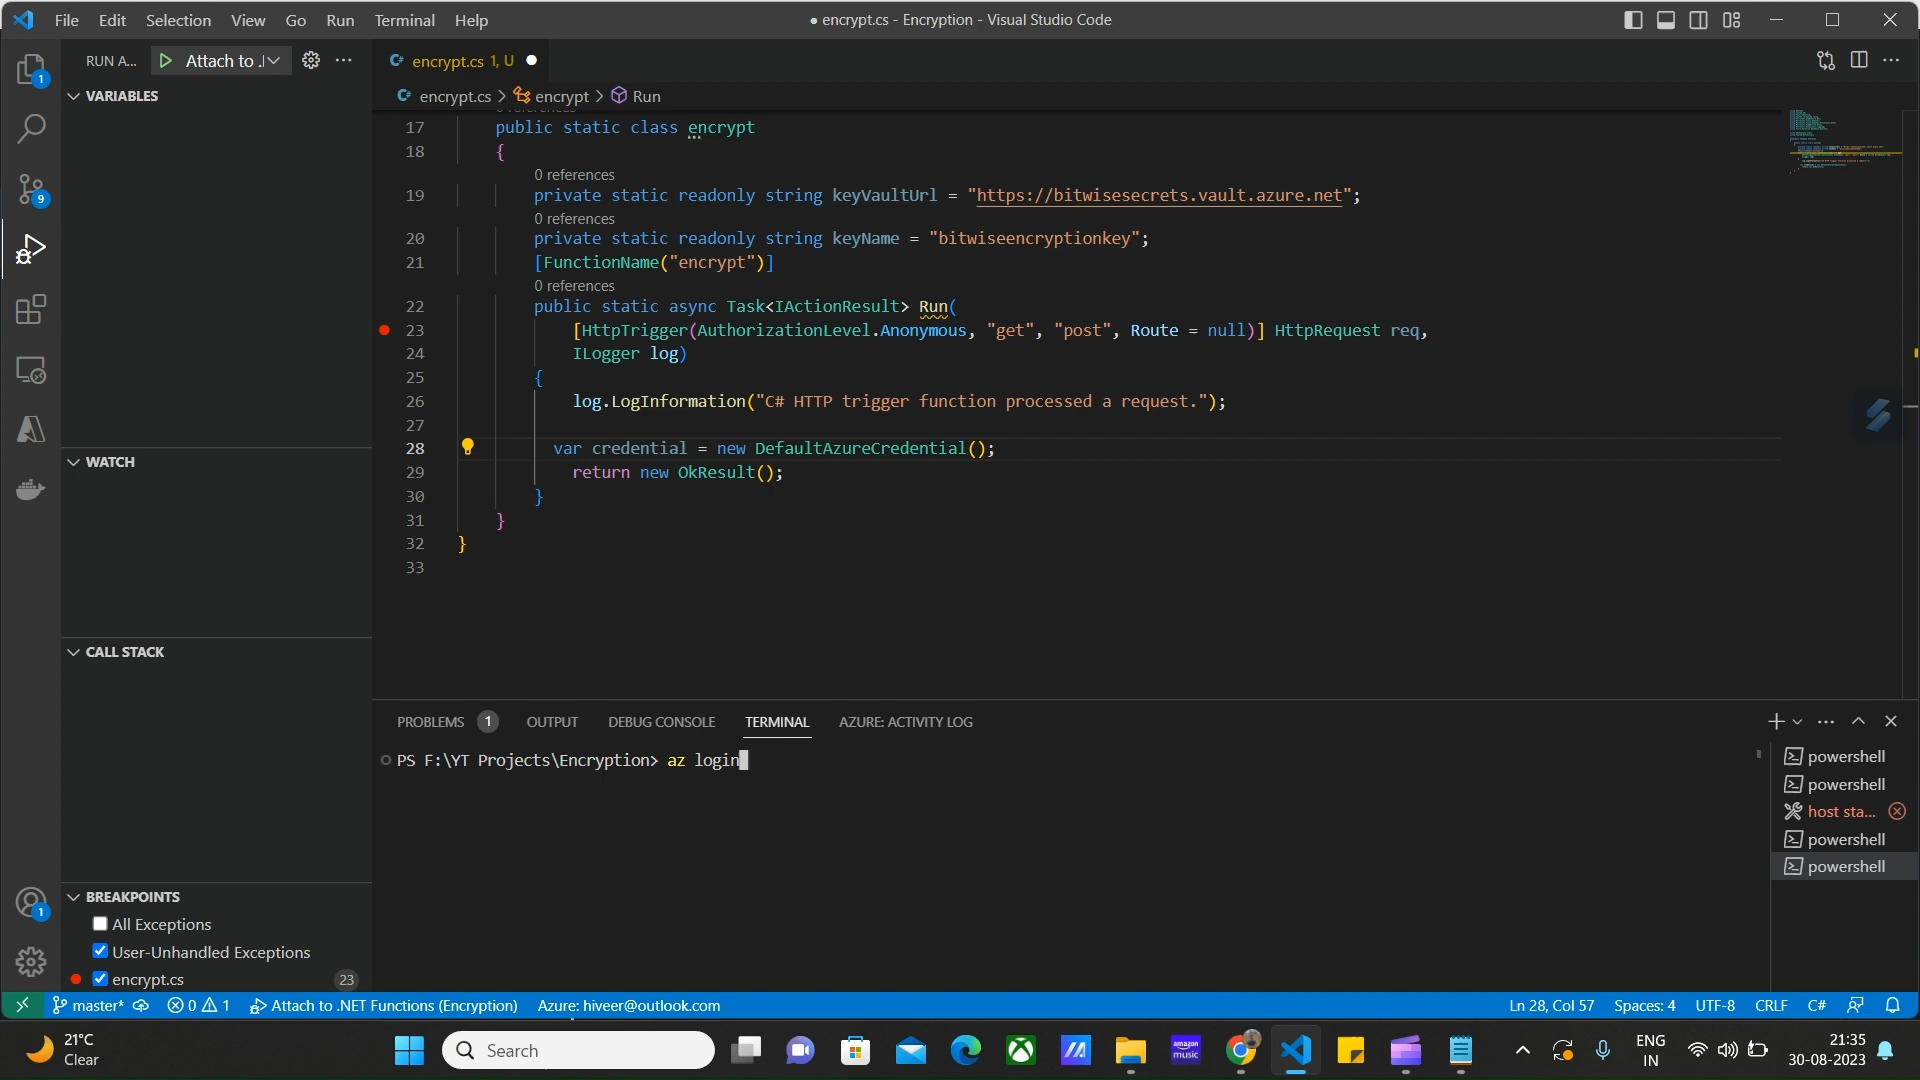 File Edit Selection View Go Run Terminal Help
● encrypt.cs - Encryption - Visual Studio Code
RUN A... Attach to .
encrypt.cs 1, U
VARIABLES
encrypt.cs > encrypt > Run
17 public static class encrypt
18 {
0 references
19 private static readonly string keyVaultUrl = "https://bitwisesecrets.vault.azure.net";
0 references
20 private static readonly string keyName = "bitwiseencryptionkey";
21 [FunctionName("encrypt")]
0 references
22 public static async Task<IActionResult> Run(
23 [HttpTrigger(AuthorizationLevel.Anonymous, "get", "post", Route = null)] HttpRequest req,
24 ILogger log)
25 {
26 log.LogInformation("C# HTTP trigger function processed a request.");
27
28 var credential = new DefaultAzureCredential();
29 return new OkResult();
30 }
31 }
32 }
33
WATCH
CALL STACK
BREAKPOINTS
All Exceptions
User-Unhandled Exceptions
encrypt.cs 23
PROBLEMS 1 OUTPUT DEBUG CONSOLE TERMINAL AZURE: ACTIVITY LOG
PS F:\YT Projects\Encryption> az login
powershell
powershell
host sta...
powershell
powershell
1
9
1
master* 0 1 Attach to .NET Functions (Encryption) Azure: hiveer@outlook.com Ln 28, Col 57 Spaces: 4 UTF-8 CRLF C#
21°C
Clear
Search
amazon music
ENG
IN
21:35
30-08-2023